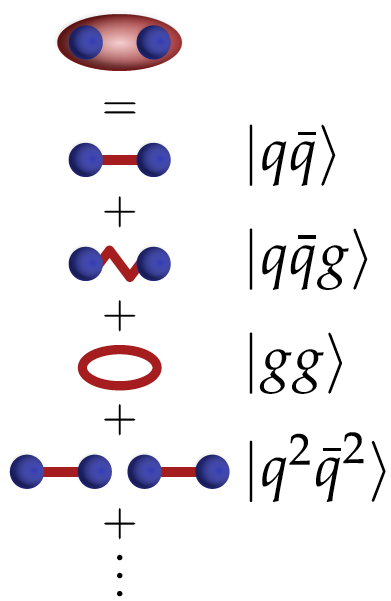 =
|qq̄⟩
+
|qq̄g⟩
+
|gg⟩
+
|q²q̄²⟩
+
⋮